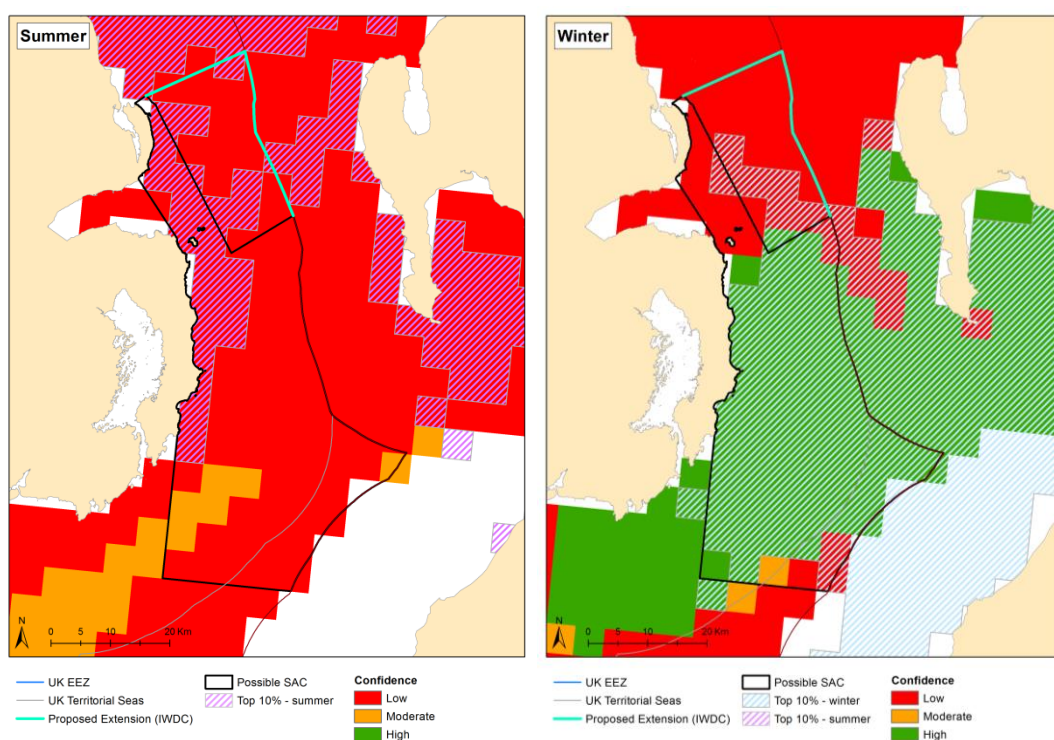 Summer
N
0 5 10 20 Km
UK EEZ
UK Territorial Seas
Proposed Extension (IWDC)
Possible SAC
Top 10% - summer
Confidence
Low
Moderate
High
Winter
N
0 5 10 20 Km
UK EEZ
UK Territorial Seas
Proposed Extension (IWDC)
Possible SAC
Top 10% - winter
Top 10% - summer
Confidence
Low
Moderate
High